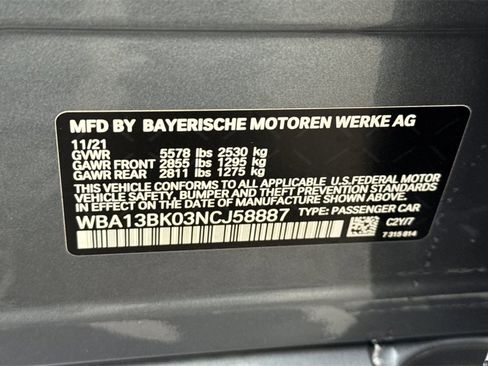 MFD BY BAYERISCHE MOTOREN WERKE AG
11/21
GVWR 5578 lbs 2530 kg
GAWR FRONT 2855 lbs 1295 kg
GAWR REAR 2811 lbs 1275 kg
THIS VEHICLE CONFORMS TO ALL APPLICABLE U.S.FEDERAL MOTOR
VEHICLE SAFETY, BUMPER, AND THEFT PREVENTION
STANDARDS IN EFFECT ON THE DATE OF MANUFACTURE SHOWN ABOVE.
WBA13BK03NCJ58887 TYPE: PASSENGER CAR
C2Y/7
7 315 814